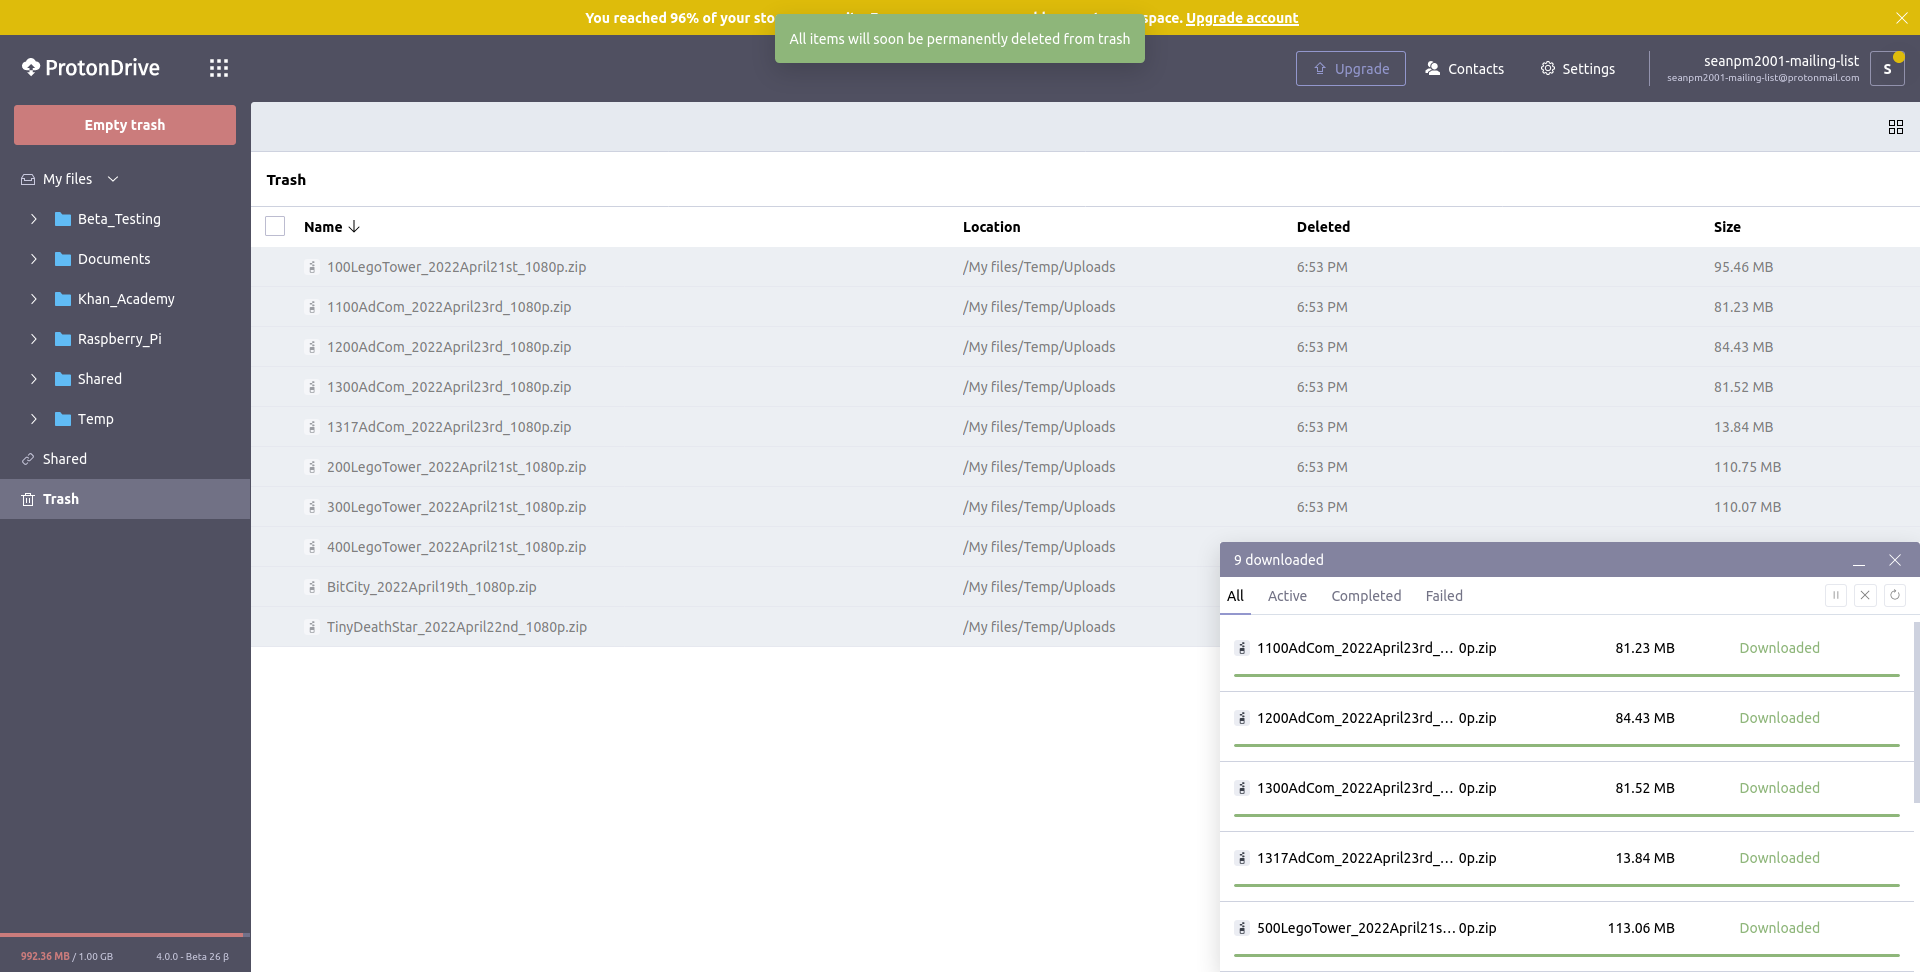 You reached 96% of your sto space. Upgrade account
All items will soon be permanently deleted from trash
ProtonDrive
Upgrade
Contacts
Settings
seanpm2001-mailing-list
seanpm2001-mailing-list@protonmail.com
S
Empty trash
My files
Beta_Testing
Documents
Khan_Academy
Raspberry_Pi
Shared
Temp
Shared
Trash
992.36 MB / 1.00 GB
4.0.0 - Beta 26 β
Trash
Name Location Deleted Size
100LegoTower_2022April21st_1080p.zip /My files/Temp/Uploads 6:53 PM 95.46 MB
1100AdCom_2022April23rd_1080p.zip /My files/Temp/Uploads 6:53 PM 81.23 MB
1200AdCom_2022April23rd_1080p.zip /My files/Temp/Uploads 6:53 PM 84.43 MB
1300AdCom_2022April23rd_1080p.zip /My files/Temp/Uploads 6:53 PM 81.52 MB
1317AdCom_2022April23rd_1080p.zip /My files/Temp/Uploads 6:53 PM 13.84 MB
200LegoTower_2022April21st_1080p.zip /My files/Temp/Uploads 6:53 PM 110.75 MB
300LegoTower_2022April21st_1080p.zip /My files/Temp/Uploads 6:53 PM 110.07 MB
400LegoTower_2022April21st_1080p.zip /My files/Temp/Uploads
BitCity_2022April19th_1080p.zip /My files/Temp/Uploads
TinyDeathStar_2022April22nd_1080p.zip /My files/Temp/Uploads
9 downloaded
All Active Completed Failed
1100AdCom_2022April23rd_... 0p.zip 81.23 MB Downloaded
1200AdCom_2022April23rd_... 0p.zip 84.43 MB Downloaded
1300AdCom_2022April23rd_... 0p.zip 81.52 MB Downloaded
1317AdCom_2022April23rd_... 0p.zip 13.84 MB Downloaded
500LegoTower_2022April21s... 0p.zip 113.06 MB Downloaded